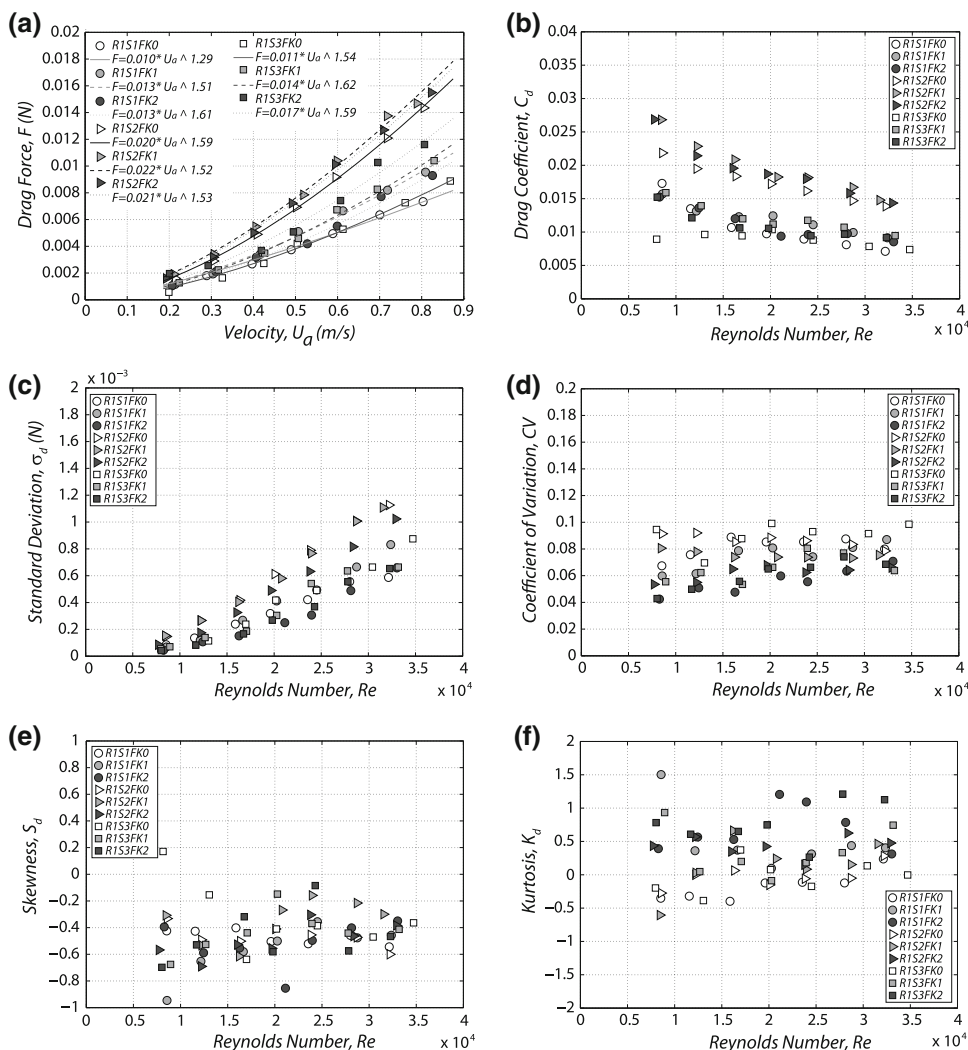 (a)
0.02
0.018
0.016
0.014
0.012
0.01
0.008
0.006
0.004
0.002
0
Drag Force, F (N)
R1S1FK0
F=0.010* Ua ^ 1.29
R1S1FK1
F=0.013* Ua ^ 1.51
R1S1FK2
F=0.013* Ua ^ 1.61
R1S2FK0
F=0.020* Ua ^ 1.59
R1S2FK1
F=0.022* Ua ^ 1.52
R1S2FK2
F=0.021* Ua ^ 1.53
R1S3FK0
F=0.011* Ua ^ 1.54
R1S3FK1
F=0.014* Ua ^ 1.62
R1S3FK2
F=0.017* Ua ^ 1.59
0.1 0.2 0.3 0.4 0.5 0.6 0.7 0.8 0.9
Velocity, Ua (m/s)
(b)
0.04
0.035
0.03
0.025
0.02
0.015
0.01
0.005
0
Drag Coefficient, Cd
R1S1FK0
R1S1FK1
R1S1FK2
R1S2FK0
R1S2FK1
R1S2FK2
R1S3FK0
R1S3FK1
R1S3FK2
0 0.5 1 1.5 2 2.5 3 3.5 4
Reynolds Number, Re
x 10⁴
(c)
x 10⁻³
2
1.8
1.6
1.4
1.2
1
0.8
0.6
0.4
0.2
0
Standard Deviation, σd (N)
R1S1FK0
R1S1FK1
R1S1FK2
R1S2FK0
R1S2FK1
R1S2FK2
R1S3FK0
R1S3FK1
R1S3FK2
0 0.5 1 1.5 2 2.5 3 3.5 4
Reynolds Number, Re
x 10⁴
(d)
0.2
0.18
0.16
0.14
0.12
0.1
0.08
0.06
0.04
0.02
0
Coefficient of Variation, CV
R1S1FK0
R1S1FK1
R1S1FK2
R1S2FK0
R1S2FK1
R1S2FK2
R1S3FK0
R1S3FK1
R1S3FK2
0 0.5 1 1.5 2 2.5 3 3.5 4
Reynolds Number, Re
x 10⁴
(e)
1
0.8
0.6
0.4
0.2
0
−0.2
−0.4
−0.6
−0.8
−1
Skewness, Sd
R1S1FK0
R1S1FK1
R1S1FK2
R1S2FK0
R1S2FK1
R1S2FK2
R1S3FK0
R1S3FK1
R1S3FK2
0 0.5 1 1.5 2 2.5 3 3.5 4
Reynolds Number, Re
x 10⁴
(f)
2
1.5
1
0.5
0
−0.5
−1
−1.5
−2
Kurtosis, Kd
R1S1FK0
R1S1FK1
R1S2FK2
R1S2FK0
R1S2FK1
R1S2FK2
R1S3FK0
R1S3FK1
R1S3FK2
0 0.5 1 1.5 2 2.5 3 3.5 4
Reynolds Number, Re
x 10⁴